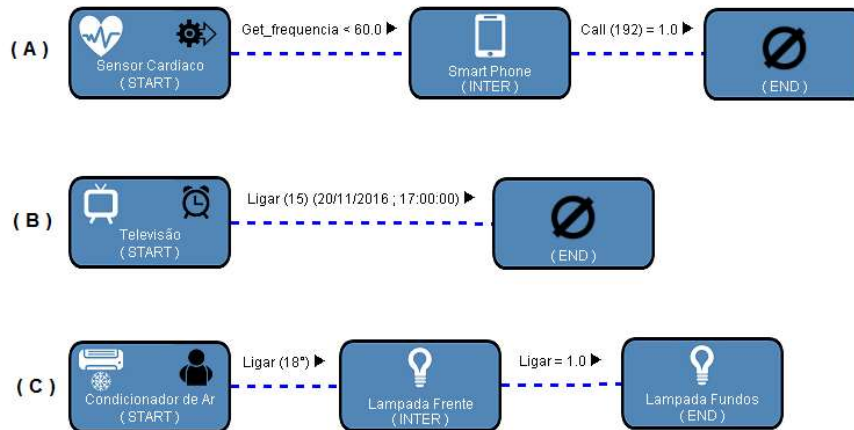 ( A )
Get_frequencia < 60.0
Call (192) = 1.0
Sensor Cardíaco
( START )
Smart Phone
( INTER )
( END )
( B )
Ligar (15) (20/11/2016 ; 17:00:00)
Televisão
( START )
( END )
( C )
Ligar (18°)
Ligar = 1.0
Condicionador de Ar
( START )
Lampada Frente
( INTER )
Lampada Fundos
( END )